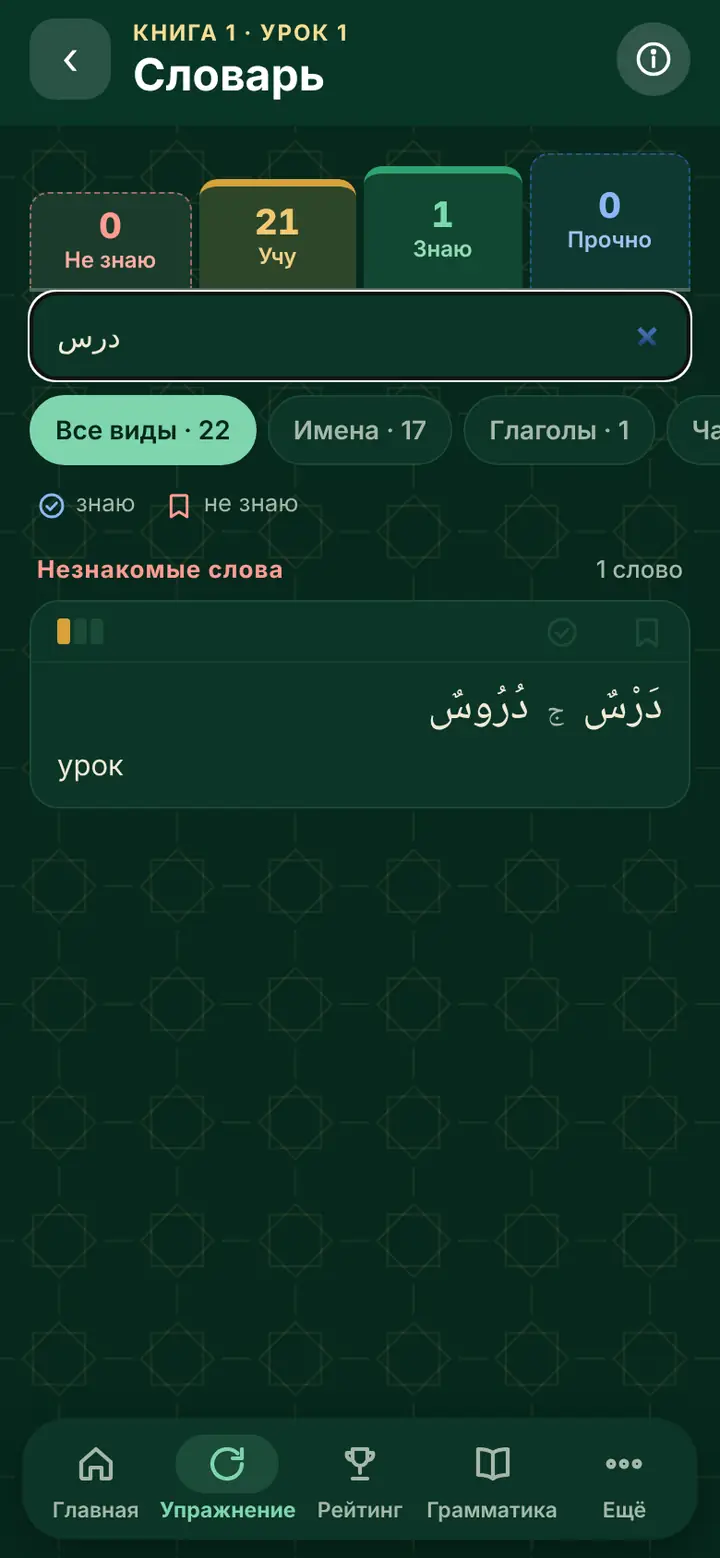 КНИГА 1 · УРОК 1
Словарь
0
Не знаю
21
Учу
1
Знаю
0
Прочно
درس
Все виды · 22
Имена · 17
Глаголы · 1
Ча
знаю
не знаю
Незнакомые слова
1 слово
دَرْسٌ ج دُرُوسٌ
урок
Главная
Упражнение
Рейтинг
Грамматика
Ещё